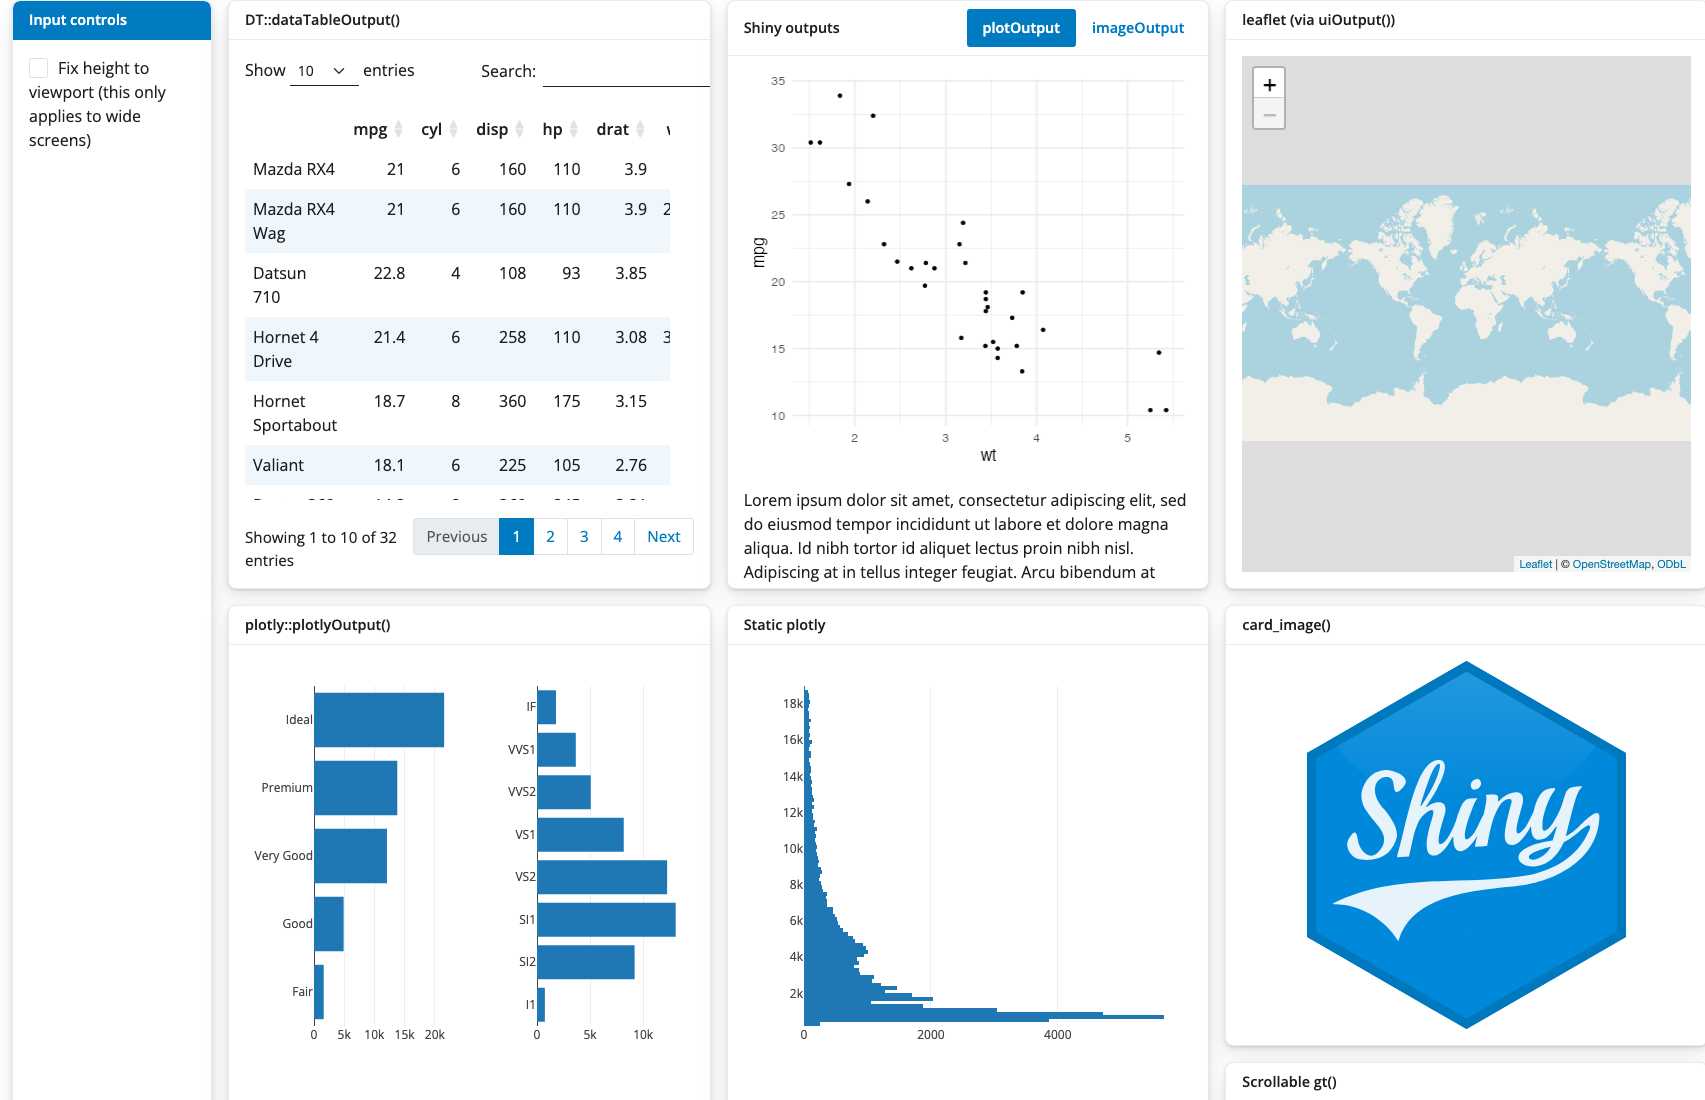 Input controls
Fix height to
viewport (this only
applies to wide
screens)
DT::dataTableOutput()
Show 10 entries Search:
mpg cyl disp hp drat
Mazda RX4 21 6 160 110 3.9
Mazda RX4 21 6 160 110 3.9 2
Wag
Datsun 22.8 4 108 93 3.85
710
Hornet 4 21.4 6 258 110 3.08 3
Drive
Hornet 18.7 8 360 175 3.15
Sportabout
Valiant 18.1 6 225 105 2.76
Showing 1 to 10 of 32
entries
Previous 1 2 3 4 Next
Shiny outputs
plotOutput imageOutput
35
30
25
20
15
10
mpg
2 3 4 5
wt
Lorem ipsum dolor sit amet, consectetur adipiscing elit, sed
do eiusmod tempor incididunt ut labore et dolore magna
aliqua. Id nibh tortor id aliquet lectus proin nibh nisl.
Adipiscing at in tellus integer feugiat. Arcu bibendum at
leaflet (via uiOutput())
+
−
Leaflet | © OpenStreetMap, ODbL
plotly::plotlyOutput()
Ideal
Premium
Very Good
Good
Fair
0 5k 10k 15k 20k
IF
VVS1
VVS2
VS1
VS2
SI1
SI2
I1
0 5k 10k
Static plotly
18k
16k
14k
12k
10k
8k
6k
4k
2k
0 2000 4000
card_image()
Shiny
Scrollable gt()